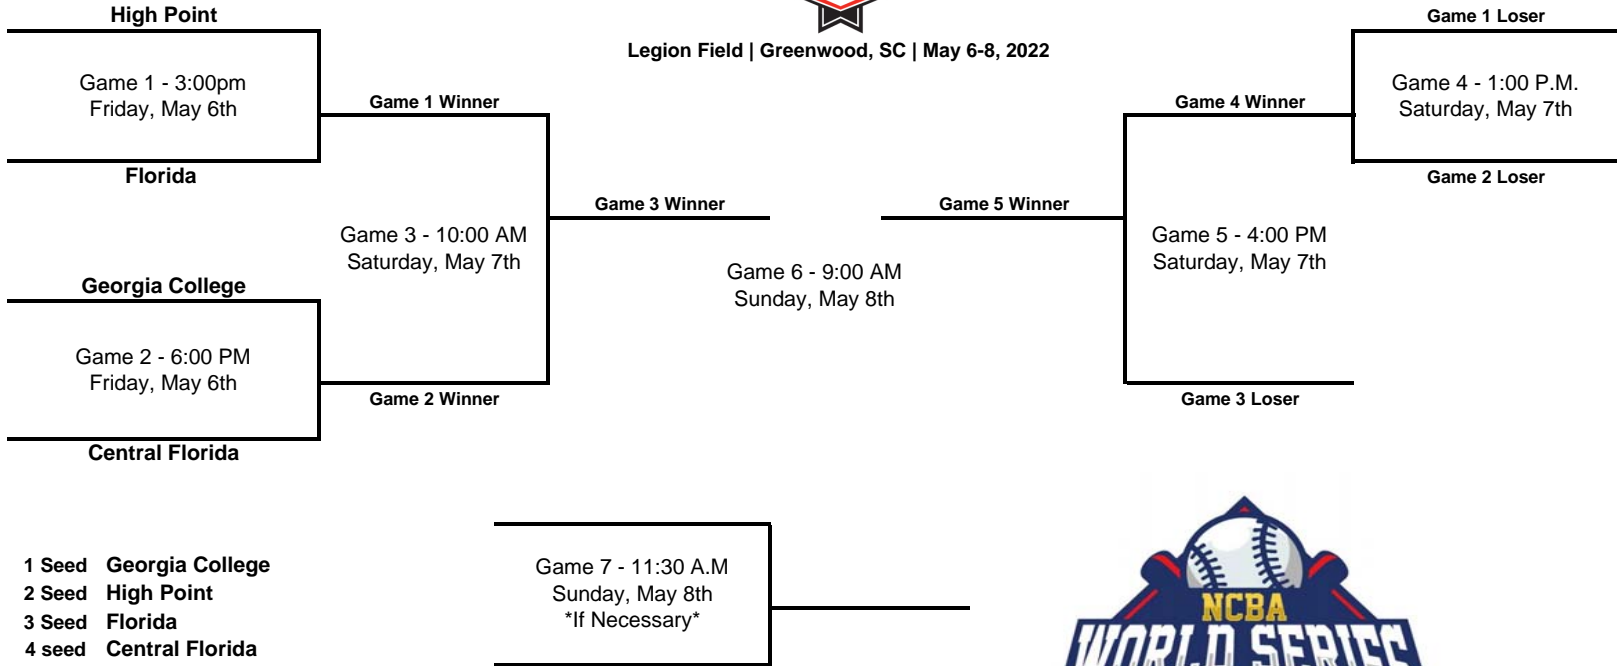 High Point
Game 1 Loser
Legion Field | Greenwood, SC | May 6-8, 2022
Game 1 - 3:00pm
Friday, May 6th
Game 1 Winner
Game 4 Winner
Game 4 - 1:00 P.M.
Saturday, May 7th
Florida
Game 2 Loser
Game 3 Winner
Game 5 Winner
Game 3 - 10:00 AM
Saturday, May 7th
Game 5 - 4:00 PM
Saturday, May 7th
Game 6 - 9:00 AM
Sunday, May 8th
Georgia College
Game 2 - 6:00 PM
Friday, May 6th
Game 2 Winner
Game 3 Loser
Central Florida
1 Seed Georgia College
2 Seed High Point
3 Seed Florida
4 seed Central Florida
Game 7 - 11:30 A.M
Sunday, May 8th
*If Necessary*
NCBA
WORLD SERIES